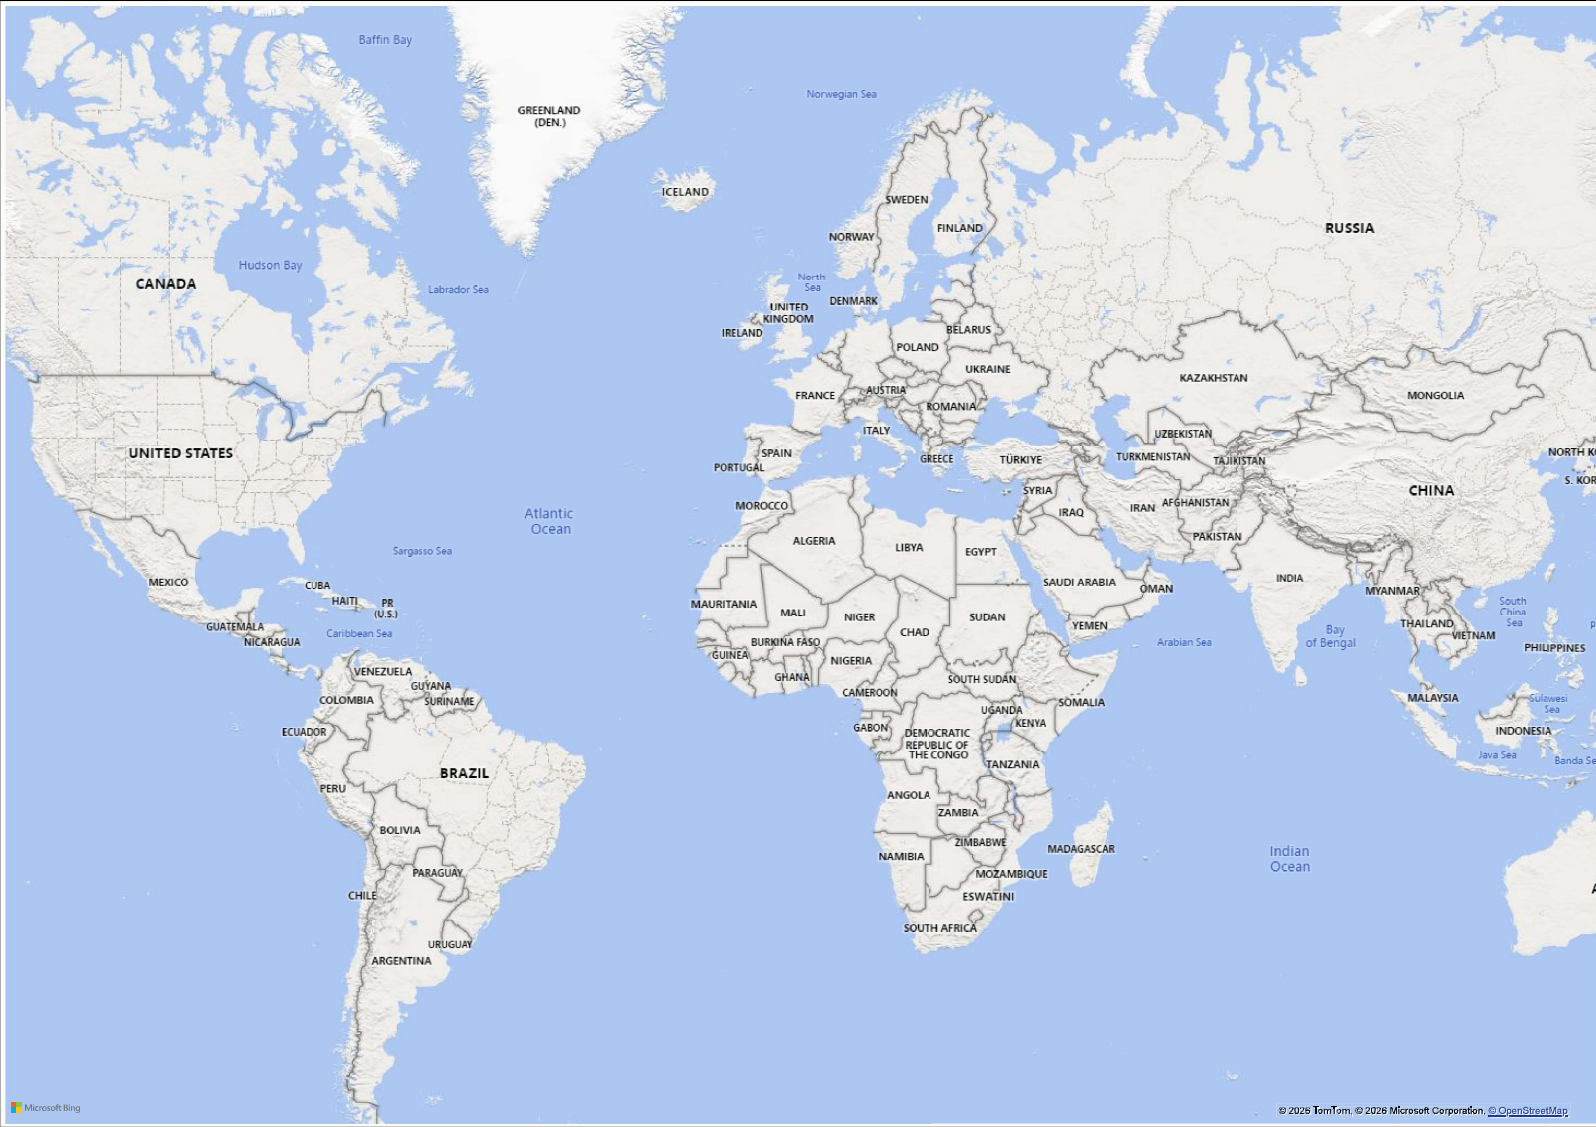 Baffin Bay
Norwegian Sea
GREENLAND
(DEN.)
ICELAND
SWEDEN
FINLAND
NORWAY
RUSSIA
Hudson Bay
CANADA
Labrador Sea
North
Sea
DENMARK
UNITED
KINGDOM
IRELAND
BELARUS
POLAND
UKRAINE
KAZAKHSTAN
MONGOLIA
AUSTRIA
FRANCE
ROMANIA
ITALY
UZBEKISTAN
UNITED STATES
SPAIN
PORTUGAL
GREECE
TÜRKIYE
TURKMENISTAN
TAJIKISTAN
NORTH K
S. KOR
CHINA
SYRIA
MOROCCO
IRAQ
IRAN
AFGHANISTAN
Atlantic
Ocean
PAKISTAN
ALGERIA
LIBYA
EGYPT
Sargasso Sea
MEXICO
CUBA
HAITI
PR
(U.S.)
SAUDI ARABIA
OMAN
INDIA
MYANMAR
MAURITANIA
MALI
NIGER
CHAD
SUDAN
YEMEN
South
China
Sea
GUATEMALA
NICARAGUA
Caribbean Sea
BURKINA FASO
GUINEA
NIGERIA
Arabian Sea
Bay
of Bengal
THAILAND
VIETNAM
P
PHILIPPINES
VENEZUELA
GUYANA
COLOMBIA
SURINAME
GHANA
CAMEROON
SOUTH SUDAN
SOMALIA
MALAYSIA
Sulawesi
Sea
ECUADOR
GABON
UGANDA
KENYA
DEMOCRATIC
REPUBLIC OF
THE CONGO
INDONESIA
Java Sea
Banda Se
BRAZIL
PERU
TANZANIA
ANGOLA
ZAMBIA
BOLIVIA
ZIMBABWE
MADAGASCAR
NAMIBIA
Indian
Ocean
PARAGUAY
MOZAMBIQUE
CHILE
ESWATINI
A
SOUTH AFRICA
URUGUAY
ARGENTINA
Microsoft Bing
© 2026 TomTom, © 2026 Microsoft Corporation, © OpenStreetMap